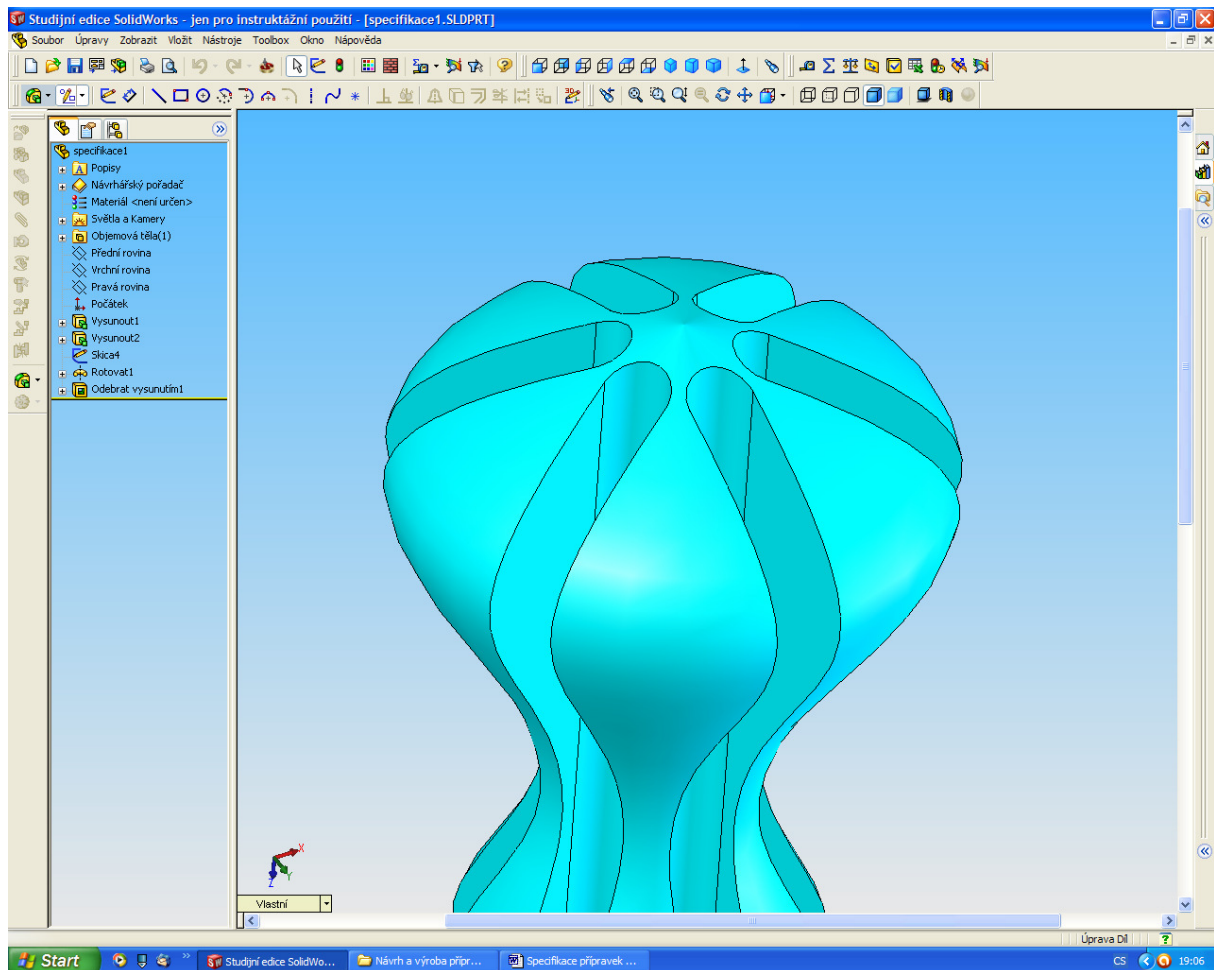 Studijní edice SolidWorks - jen pro instruktážní použití - [specifikace1.SLDPRT]
Soubor Úpravy Zobrazit Vložit Nástroje Toolbox Okno Nápověda
specifikace1
Popisy
Návrhářský pořadač
Materiál <není určen>
Světla a Kamery
Objemová těla(1)
Přední rovina
Vrchní rovina
Pravá rovina
Počátek
Vysunout1
Vysunout2
Skica4
Rotovat1
Odebrat vysunutím1
X
Y
Z
Vlastní
Úprava Díl
Start
Studijní edice SolidWo...
Návrh a výroba přípr...
Specifikace přípravek ...
CS
19:06